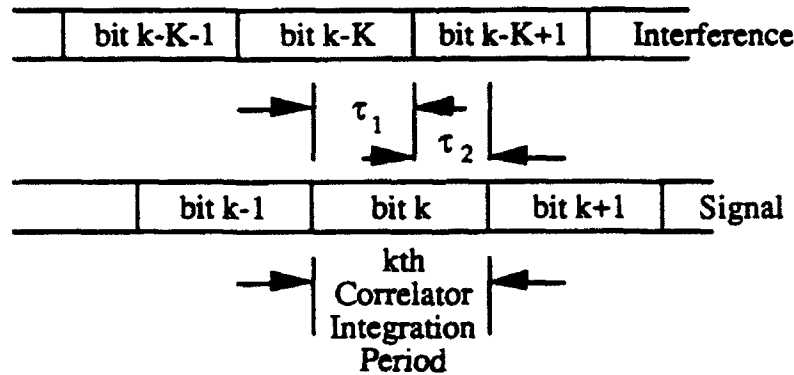 bit k-K-1 bit k-K bit k-K+1 Interference
τ1
τ2
bit k-1 bit k bit k+1 Signal
kth
Correlator
Integration
Period